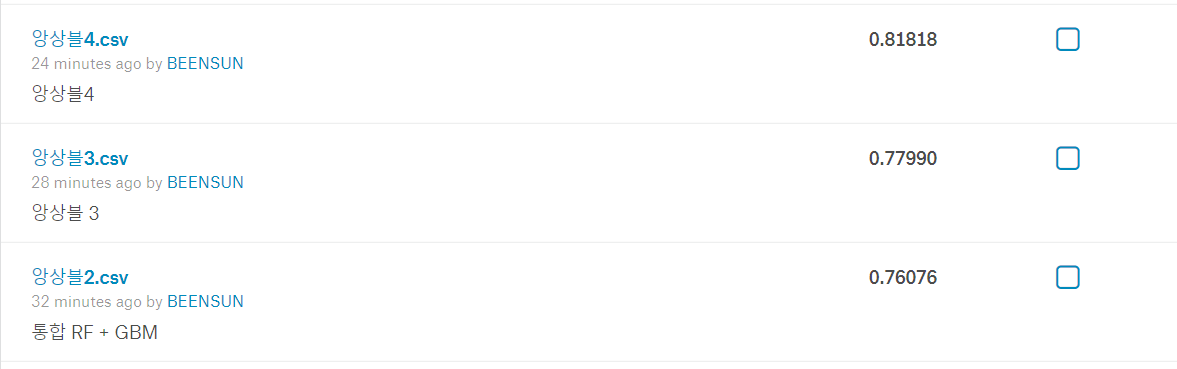 앙상블4.csv
0.81818
24 minutes ago by BEENSUN
앙상블4
앙상블3.csv
0.77990
28 minutes ago by BEENSUN
앙상블 3
앙상블2.csv
0.76076
32 minutes ago by BEENSUN
통합 RF + GBM